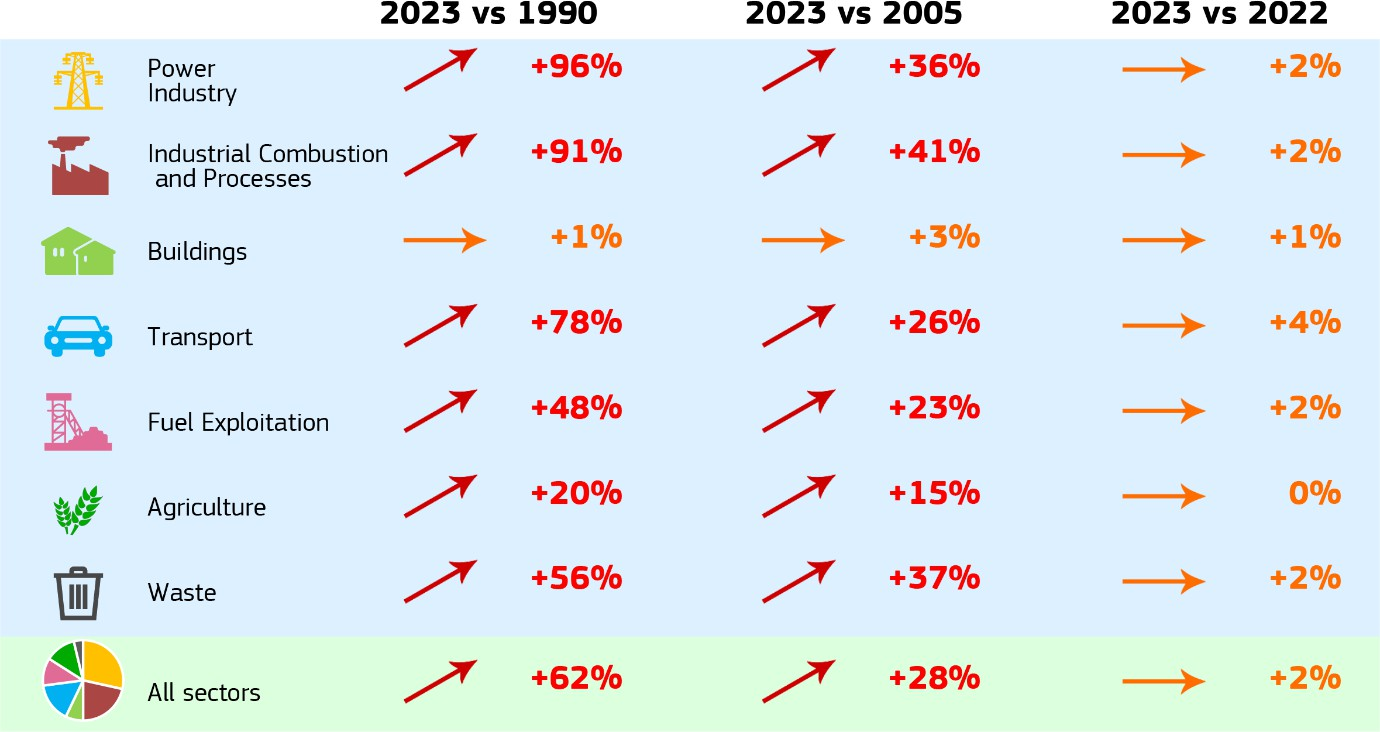 2023 vs 1990 2023 vs 2005 2023 vs 2022
Power
Industry +96% +36% +2%
Industrial Combustion
and Processes +91% +41% +2%
Buildings +1% +3% +1%
Transport +78% +26% +4%
Fuel Exploitation +48% +23% +2%
Agriculture +20% +15% 0%
Waste +56% +37% +2%
All sectors +62% +28% +2%